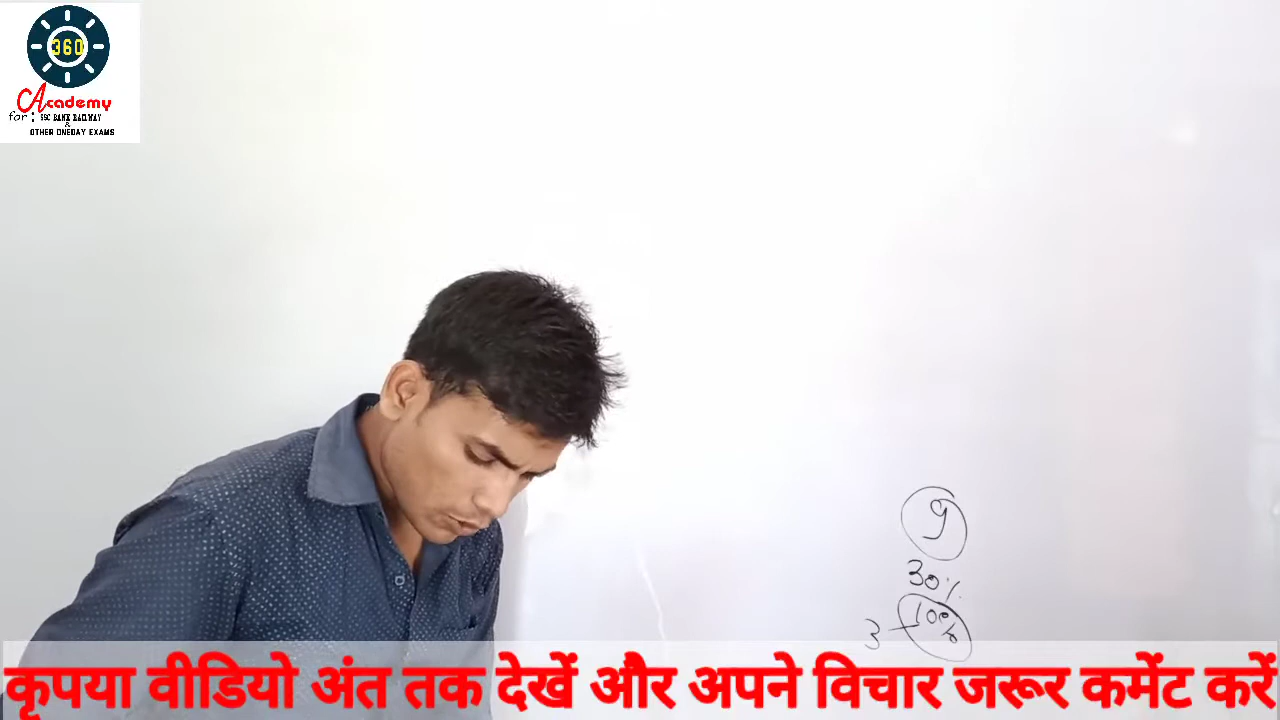 360
Academy
for: SSC BANK RAILWAY
&
OTHER ONEDAY EXAMS
9
30%
3
कृपया वीडियो अंत तक देखें और अपने विचार जरूर कमेंट करें